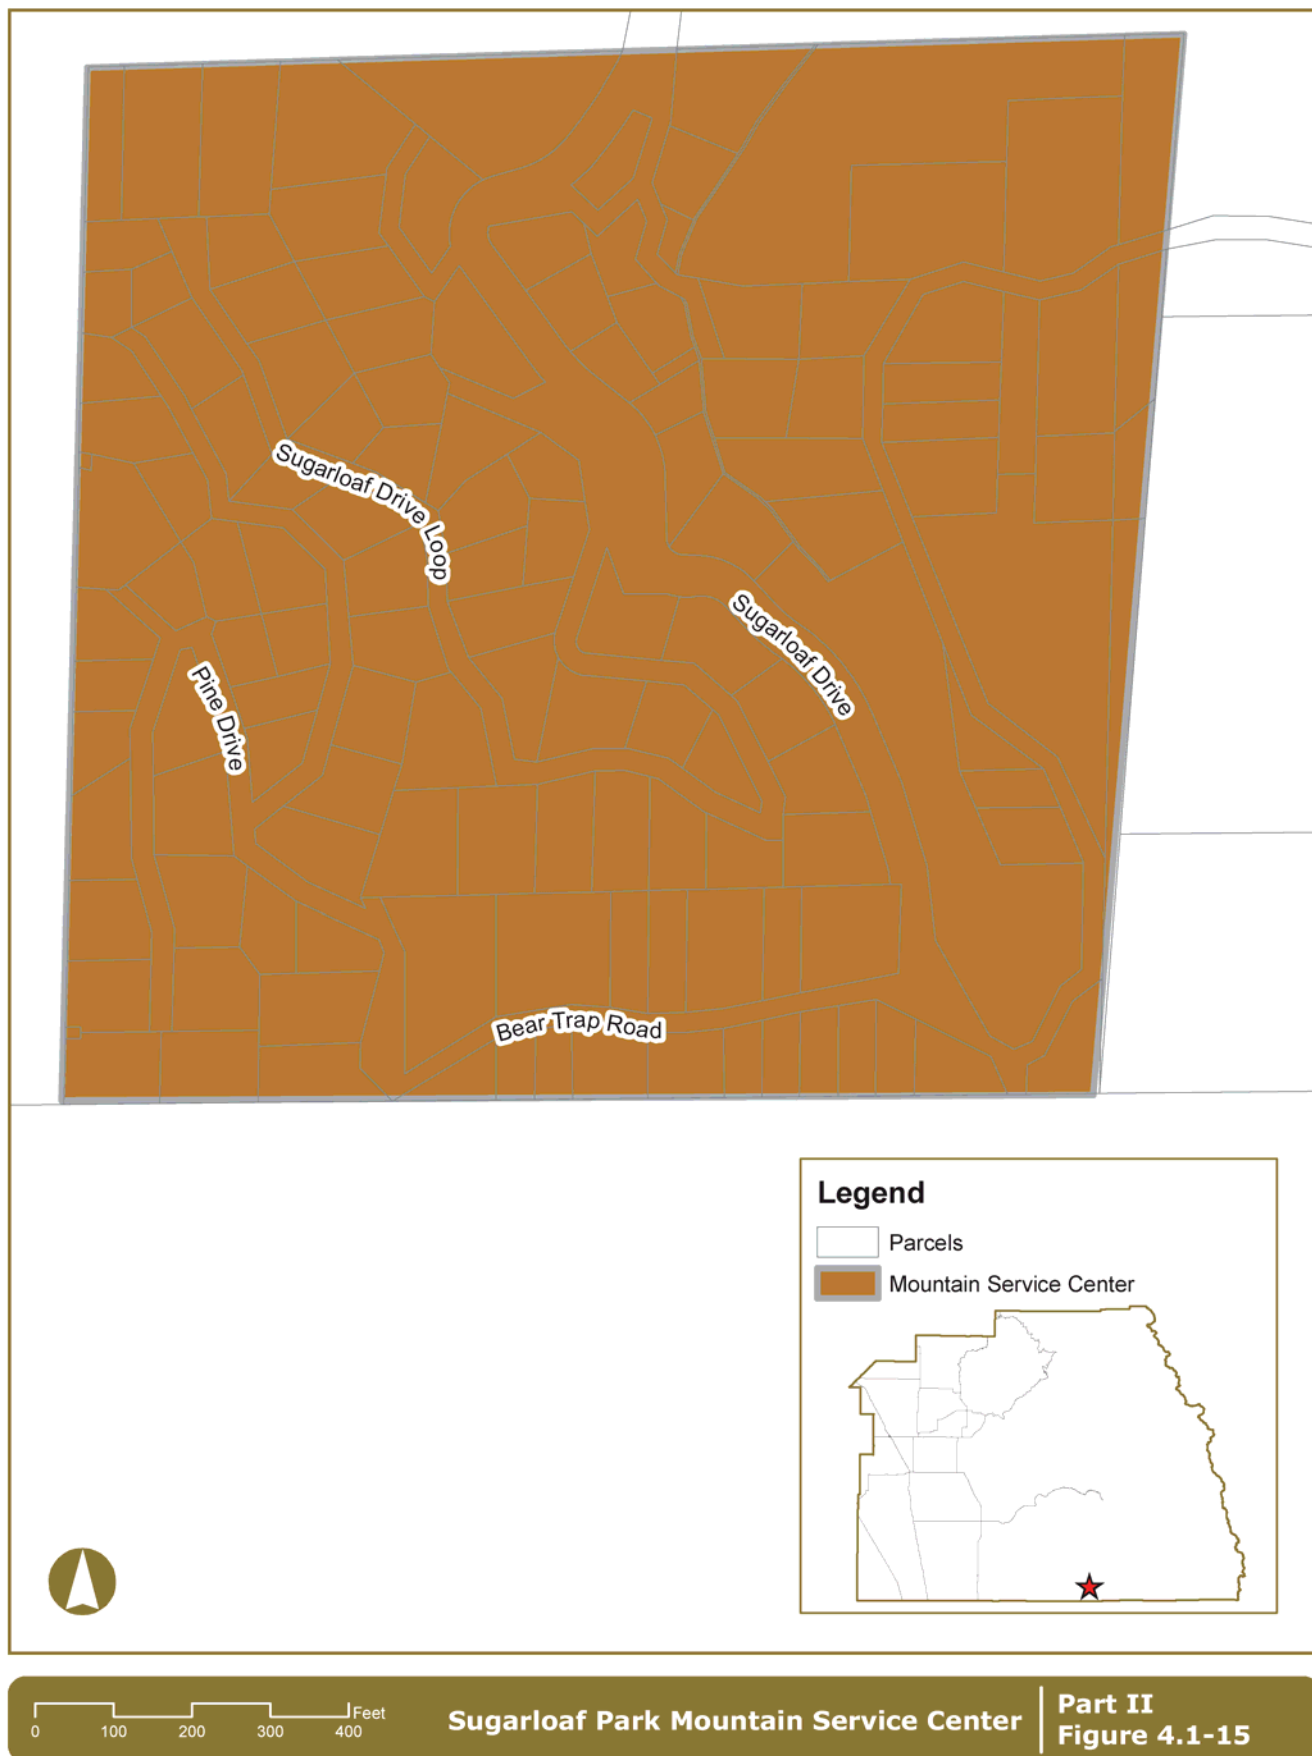 Sugarloaf Drive Loop
Sugarloaf Drive
Pine Drive
Bear Trap Road
Legend
Parcels
Mountain Service Center
Feet
0 100 200 300 400
Sugarloaf Park Mountain Service Center
Part II
Figure 4.1-15